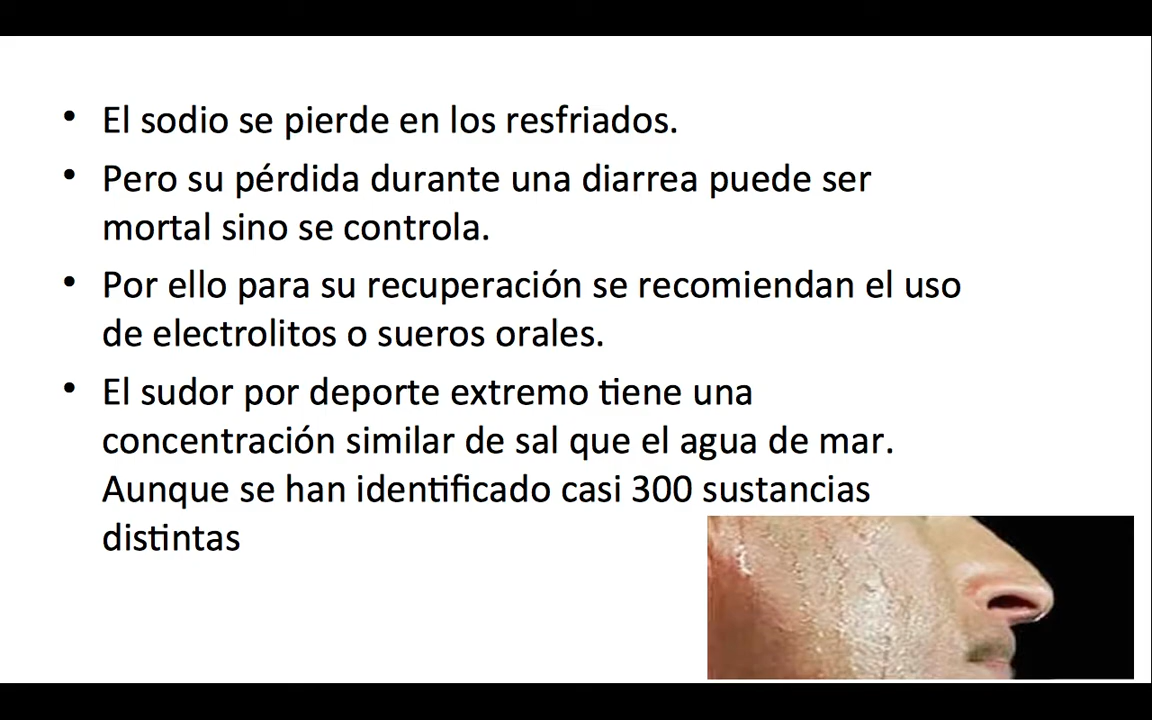 • El sodio se pierde en los resfriados.
• Pero su pérdida durante una diarrea puede ser
mortal sino se controla.
• Por ello para su recuperación se recomiendan el uso
de electrolitos o sueros orales.
• El sudor por deporte extremo tiene una
concentración similar de sal que el agua de mar.
Aunque se han identificado casi 300 sustancias
distintas